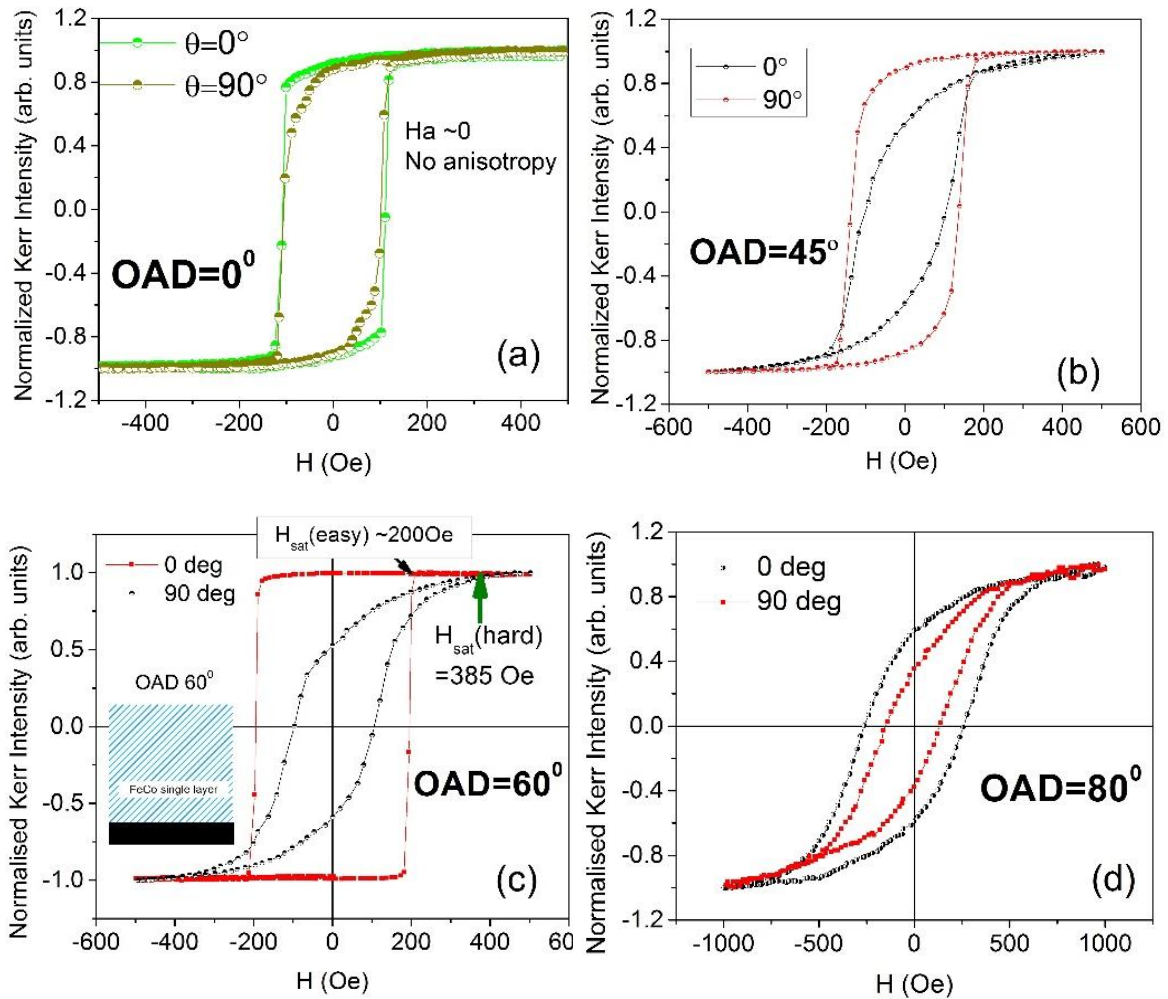 Normalized Kerr Intensity (arb. units)
1.2
0.8
0.4
0.0
-0.4
-0.8
-1.2
θ=0°
θ=90°
Ha ~0
No anisotropy
OAD=0⁰
(a)
-400 -200 0 200 400
H (Oe)
Normalized Kerr Intensity (arb. units)
1.2
0.8
0.4
0.0
-0.4
-0.8
-1.2
0°
90°
OAD=45°
(b)
-600 -400 -200 0 200 400 600
H (Oe)
Normalised Kerr Intensity (arb. units)
1.0
0.5
0.0
-0.5
-1.0
0 deg
90 deg
Hsat(easy) ~200Oe
Hsat(hard)
=385 Oe
OAD 60⁰
FeCo single layer
OAD=60⁰
(c)
-600 -400 -200 0 200 400 60
H (Oe)
Normalised Kerr Intensity (arb. units)
1.2
0.8
0.4
0.0
-0.4
-0.8
-1.2
0 deg
90 deg
OAD=80⁰
(d)
-1000 -500 0 500 1000
H (Oe)